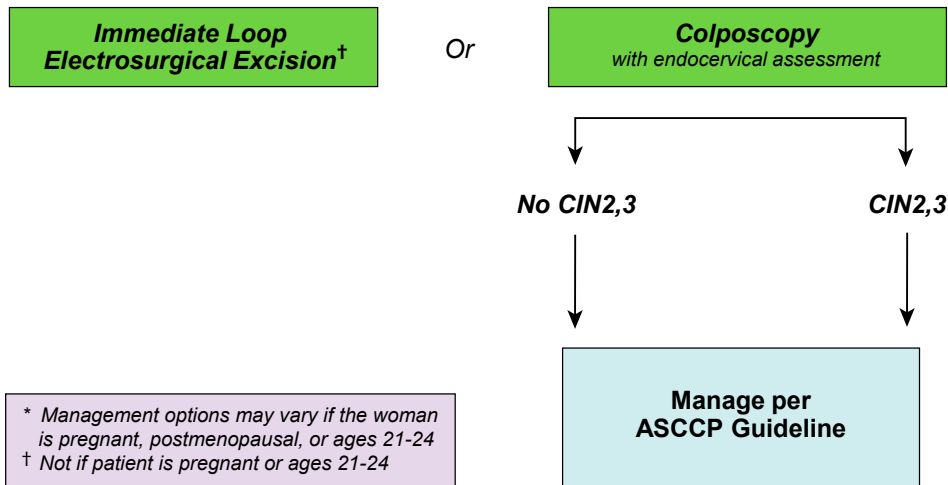 Immediate Loop
Electrosurgical Excision†
Or
Colposcopy
with endocervical assessment
No CIN2,3
CIN2,3
Manage per
ASCCP Guideline
* Management options may vary if the woman
is pregnant, postmenopausal, or ages 21-24
† Not if patient is pregnant or ages 21-24